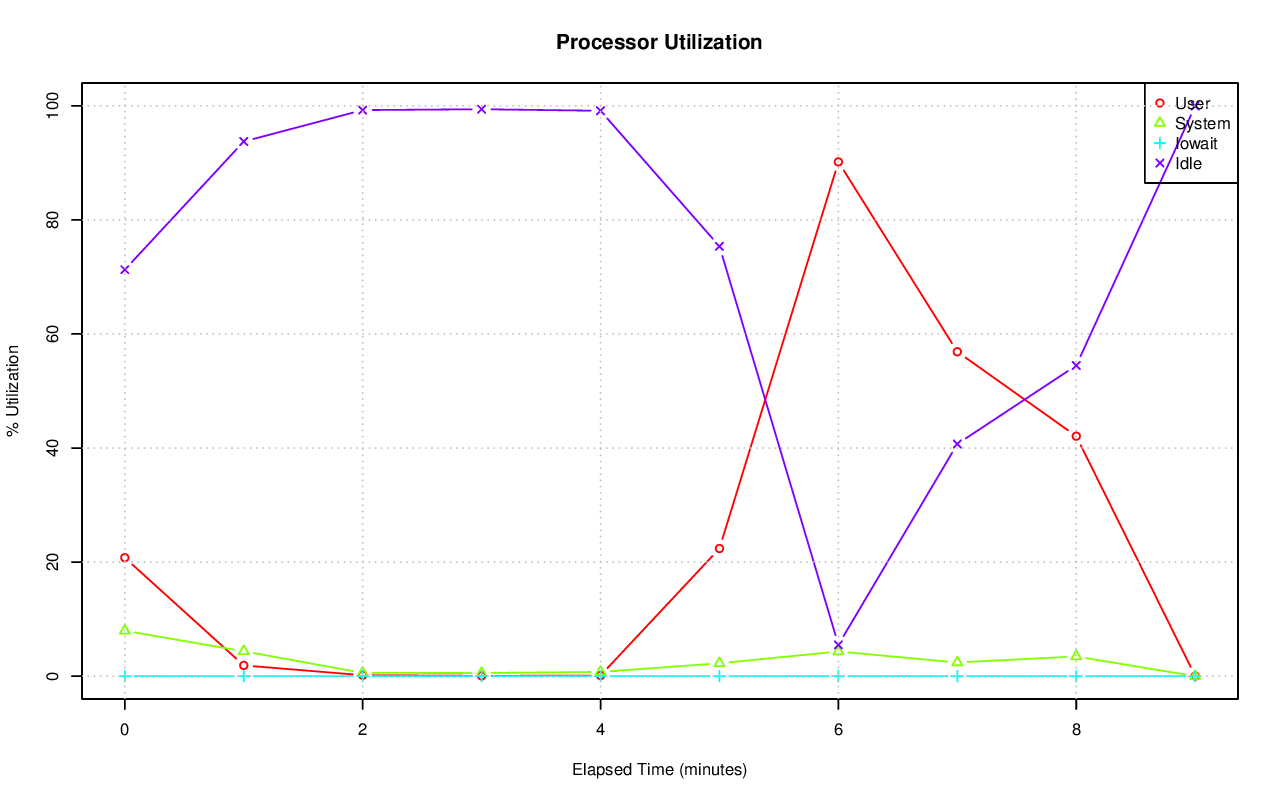 Processor Utilization
100
80
60
40
20
0
% Utilization
User
System
Iowait
Idle
0
2
4
6
8
Elapsed Time (minutes)